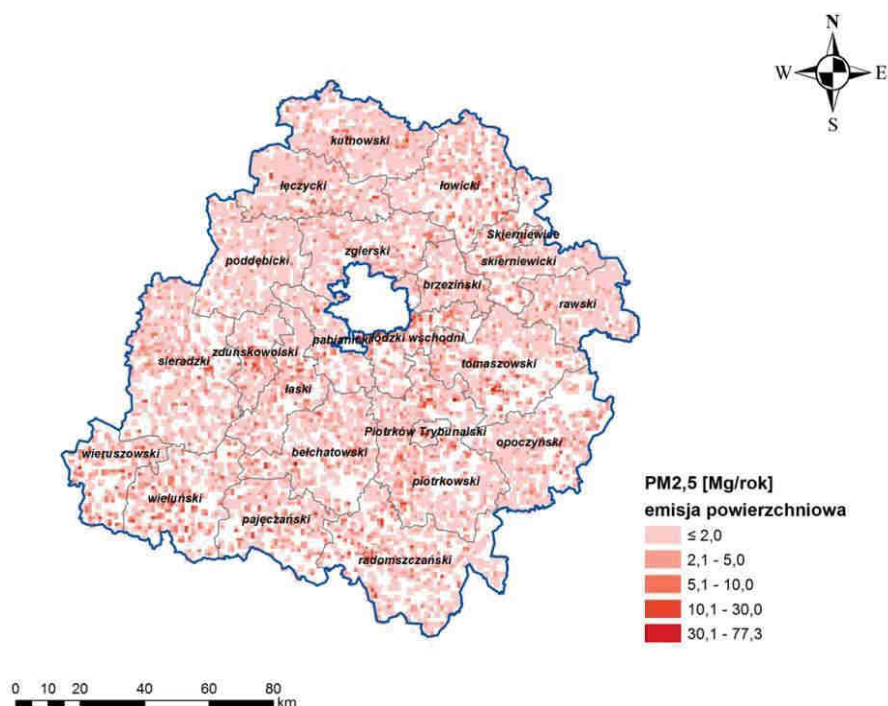 N
W E
S
kutnowski
łęczycki
łowicki
Skierniewice
zgierski
poddębicki
skierniewicki
brzeziński
rawski
pabianicki
łódzki wschodni
zduńskowolski
sieradzki
tomaszowski
łaski
Piotrków Trybunalski
opoczyński
wieruszowski
bełchatowski
wieluński
piotrkowski
pajęczański
radomszczański
PM2,5 [Mg/rok]
emisja powierzchniowa
≤ 2,0
2,1 - 5,0
5,1 - 10,0
10,1 - 30,0
30,1 - 77,3
0 10 20 40 60 80
km